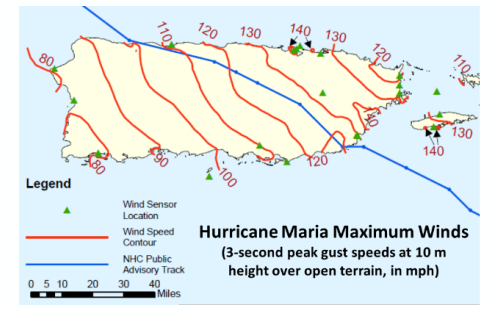 110
120
130
140
130
120
110
80
140
130
140
80
90
100
120
Legend
Wind Sensor
Location
Wind Speed
Contour
NHC Public
Advisory Track
0 5 10 20 30 40
Miles
Hurricane Maria Maximum Winds
(3-second peak gust speeds at 10 m
height over open terrain, in mph)